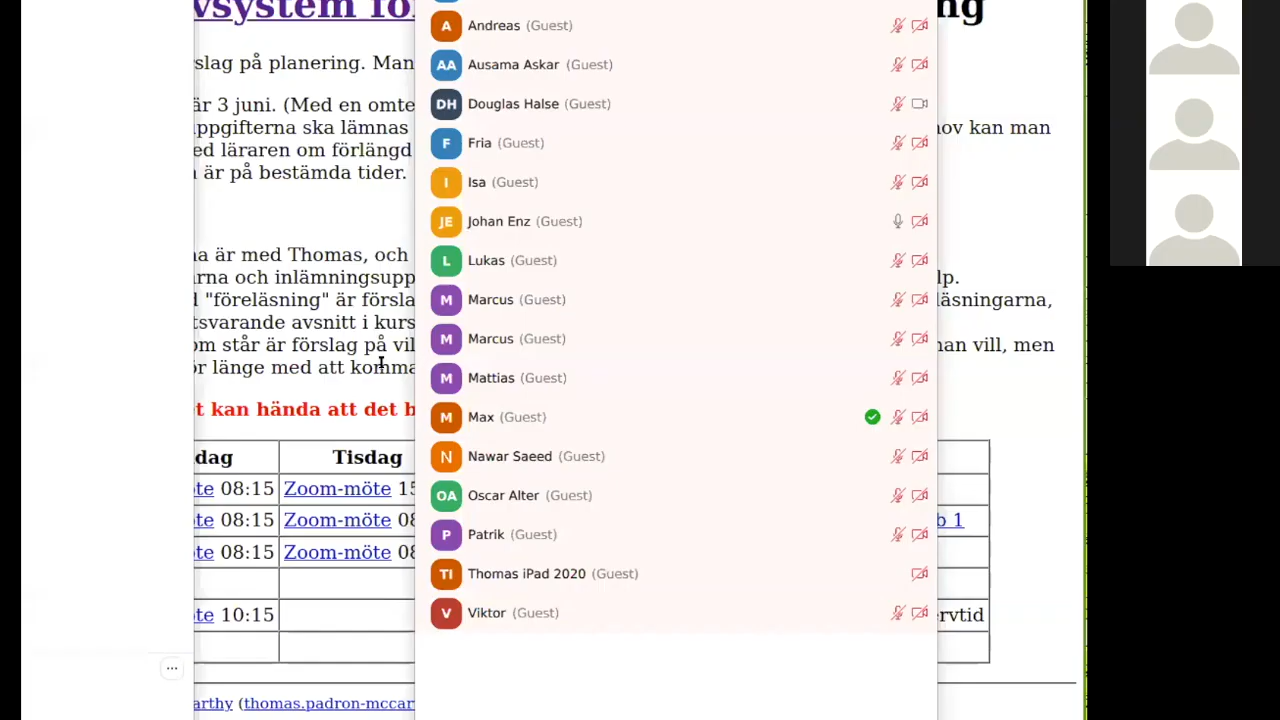 vsystem fö
ng
Andreas (Guest)
slag på planering. Man
AA Ausama Askar (Guest)
är 3 juni. (Med en omte
DH Douglas Halse (Guest)
ppgifterna ska lämnas
nov kan man
F Fria (Guest)
ed läraren om förlängd
är på bestämda tider.
I Isa (Guest)
JE Johan Enz (Guest)
na är med Thomas, och
L Lukas (Guest)
rna och inlämningsupp
lp.
M Marcus (Guest)
"föreläsning" är försla
läsningarna,
tsvarande avsnitt i kurs
M Marcus (Guest)
om står är förslag på vil
nan vill, men
ör länge med att komma
M Mattias (Guest)
t kan hända att det b
M Max (Guest)
dag Tisdag
N Nawar Saeed (Guest)
te 08:15 Zoom-möte 15
OA Oscar Alter (Guest)
te 08:15 Zoom-möte 08
b 1
P Patrik (Guest)
te 08:15 Zoom-möte 08
TI Thomas iPad 2020 (Guest)
te 10:15
V Viktor (Guest)
ervtid
arthy (thomas.padron-mccar